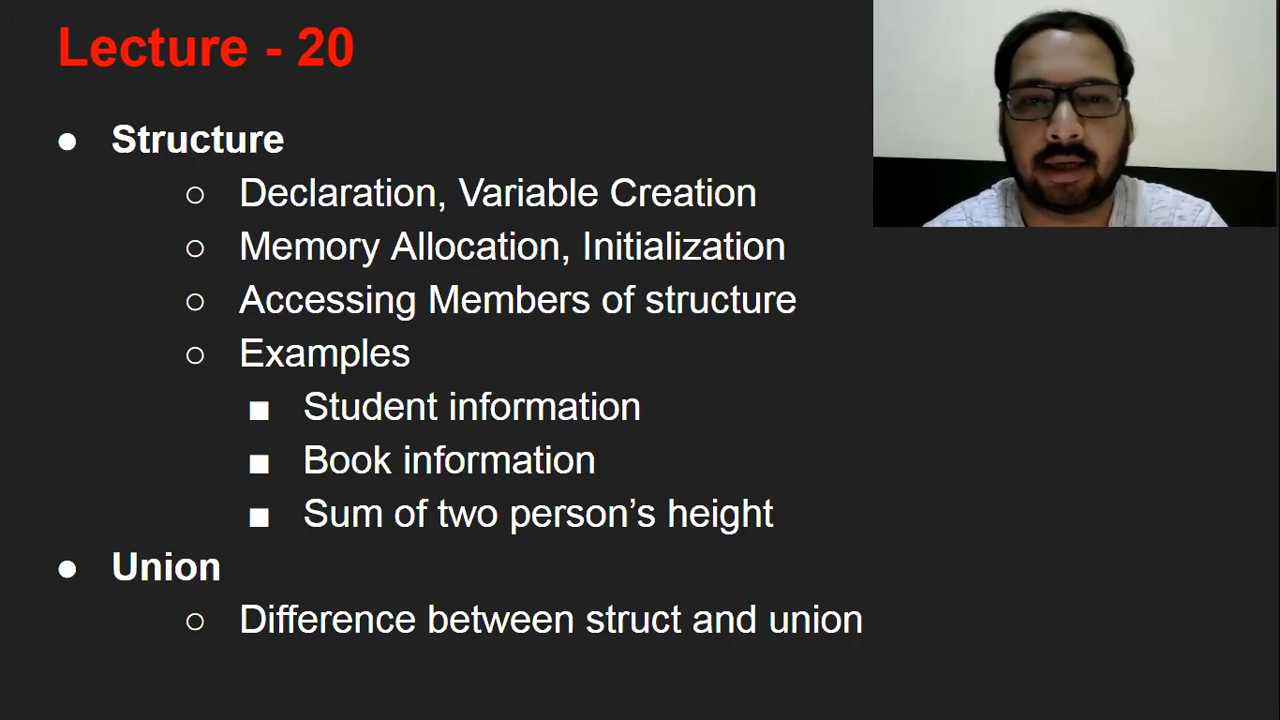 Lecture - 20
● Structure
○ Declaration, Variable Creation
○ Memory Allocation, Initialization
○ Accessing Members of structure
○ Examples
■ Student information
■ Book information
■ Sum of two person’s height
● Union
○ Difference between struct and union